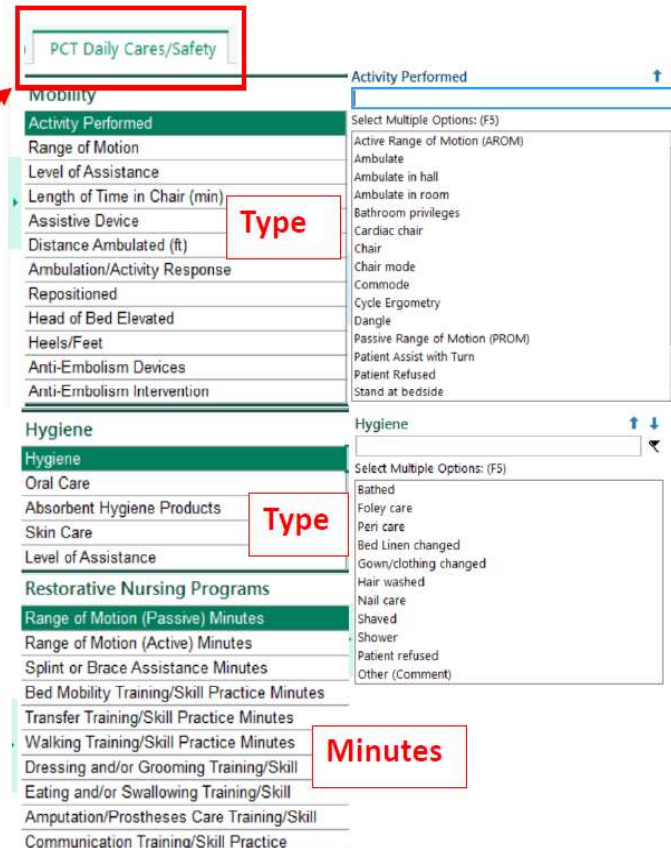 PCT Daily Cares/Safety
Mobility
Activity Performed
Range of Motion
Level of Assistance
Length of Time in Chair (min)
Assistive Device
Distance Ambulated (ft)
Ambulation/Activity Response
Repositioned
Head of Bed Elevated
Heels/Feet
Anti-Embolism Devices
Anti-Embolism Intervention
Type
Activity Performed
Select Multiple Options: (F5)
Active Range of Motion (AROM)
Ambulate
Ambulate in hall
Ambulate in room
Bathroom privileges
Cardiac chair
Chair
Chair mode
Commode
Cycle Ergometry
Dangle
Passive Range of Motion (PROM)
Patient Assist with Turn
Patient Refused
Stand at bedside
Hygiene
Hygiene
Oral Care
Absorbent Hygiene Products
Skin Care
Level of Assistance
Type
Hygiene
Select Multiple Options: (F5)
Bathed
Foley care
Peri care
Bed Linen changed
Gown/clothing changed
Hair washed
Nail care
Shaved
Shower
Patient refused
Other (Comment)
Restorative Nursing Programs
Range of Motion (Passive) Minutes
Range of Motion (Active) Minutes
Splint or Brace Assistance Minutes
Bed Mobility Training/Skill Practice Minutes
Transfer Training/Skill Practice Minutes
Walking Training/Skill Practice Minutes
Dressing and/or Grooming Training/Skill
Eating and/or Swallowing Training/Skill
Amputation/Prostheses Care Training/Skill
Communication Training/Skill Practice
Minutes